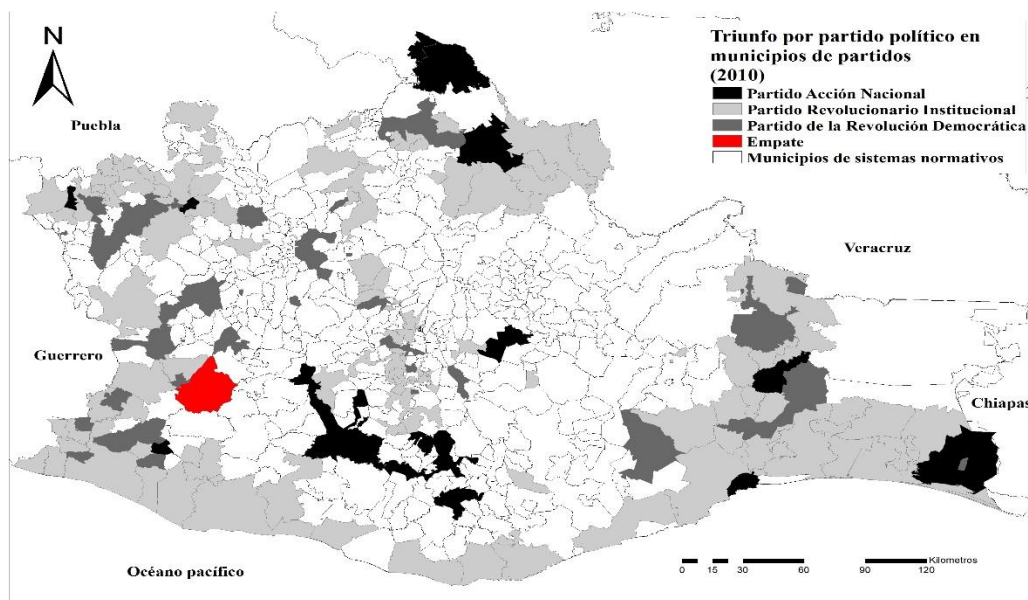 N
Triunfo por partido político en
municipios de partidos
(2010)
Partido Acción Nacional
Partido Revolucionario Institucional
Partido de la Revolución Democrática
Empate
Municipios de sistemas normativos
Puebla
Veracruz
Guerrero
Chiapas
Océano pacífico
Kilometros
0 15 30 60 90 120